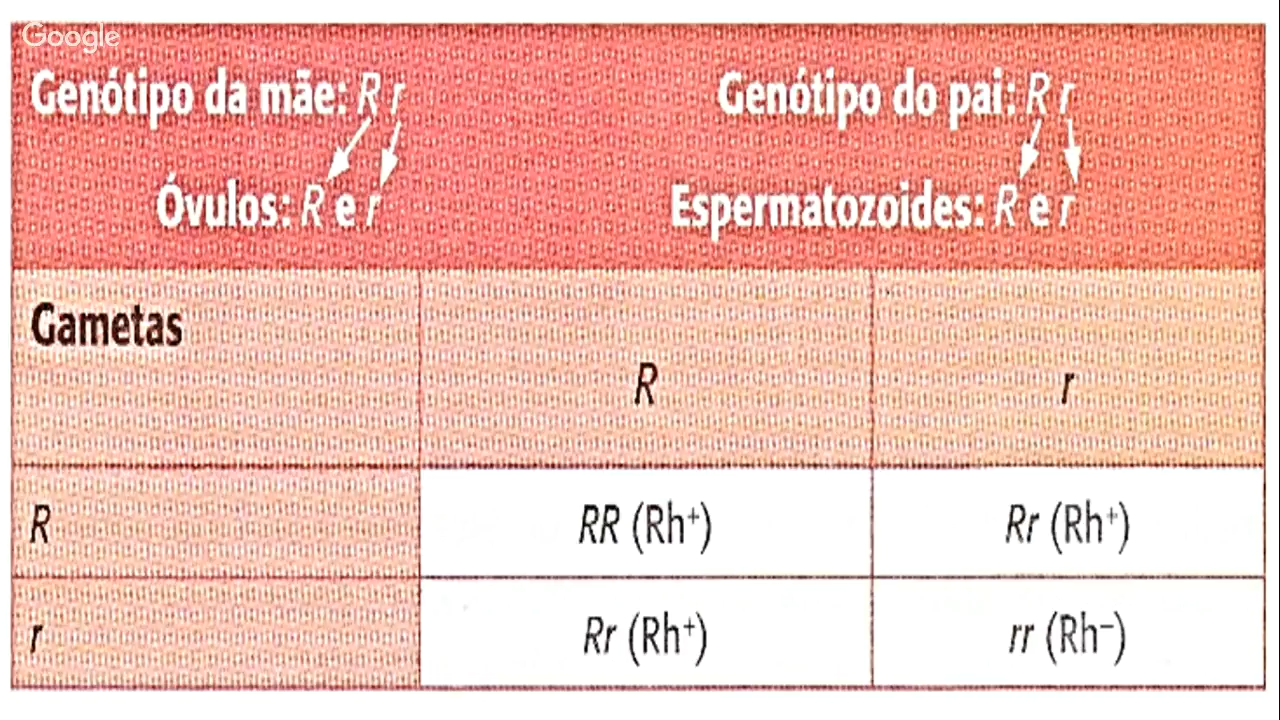 Google
Genótipo da mãe: R r Genótipo do pai: R r
Óvulos: R e r Espermatozoides: R e r
Gametas
R r
R RR (Rh⁺) Rr (Rh⁺)
r Rr (Rh⁺) rr (Rh⁻)